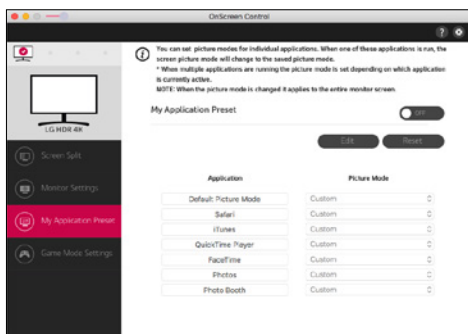 OnScreen Control
?
You can set picture modes for individual applications. When one of these applications is run, the
screen picture mode will change to the saved picture mode.
* When multiple applications are running the picture mode is set depending on which application
is currently active.
NOTE: When the picture mode is changed it applies to the entire monitor screen.
LG HDR 4K
My Application Preset
OFF
Edit
Reset
Screen Split
Monitor Settings
My Application Preset
Game Mode Settings
Application Picture Mode
Default Picture Mode Custom
Safari Custom
iTunes Custom
QuickTime Player Custom
FaceTime Custom
Photos Custom
Photo Booth Custom